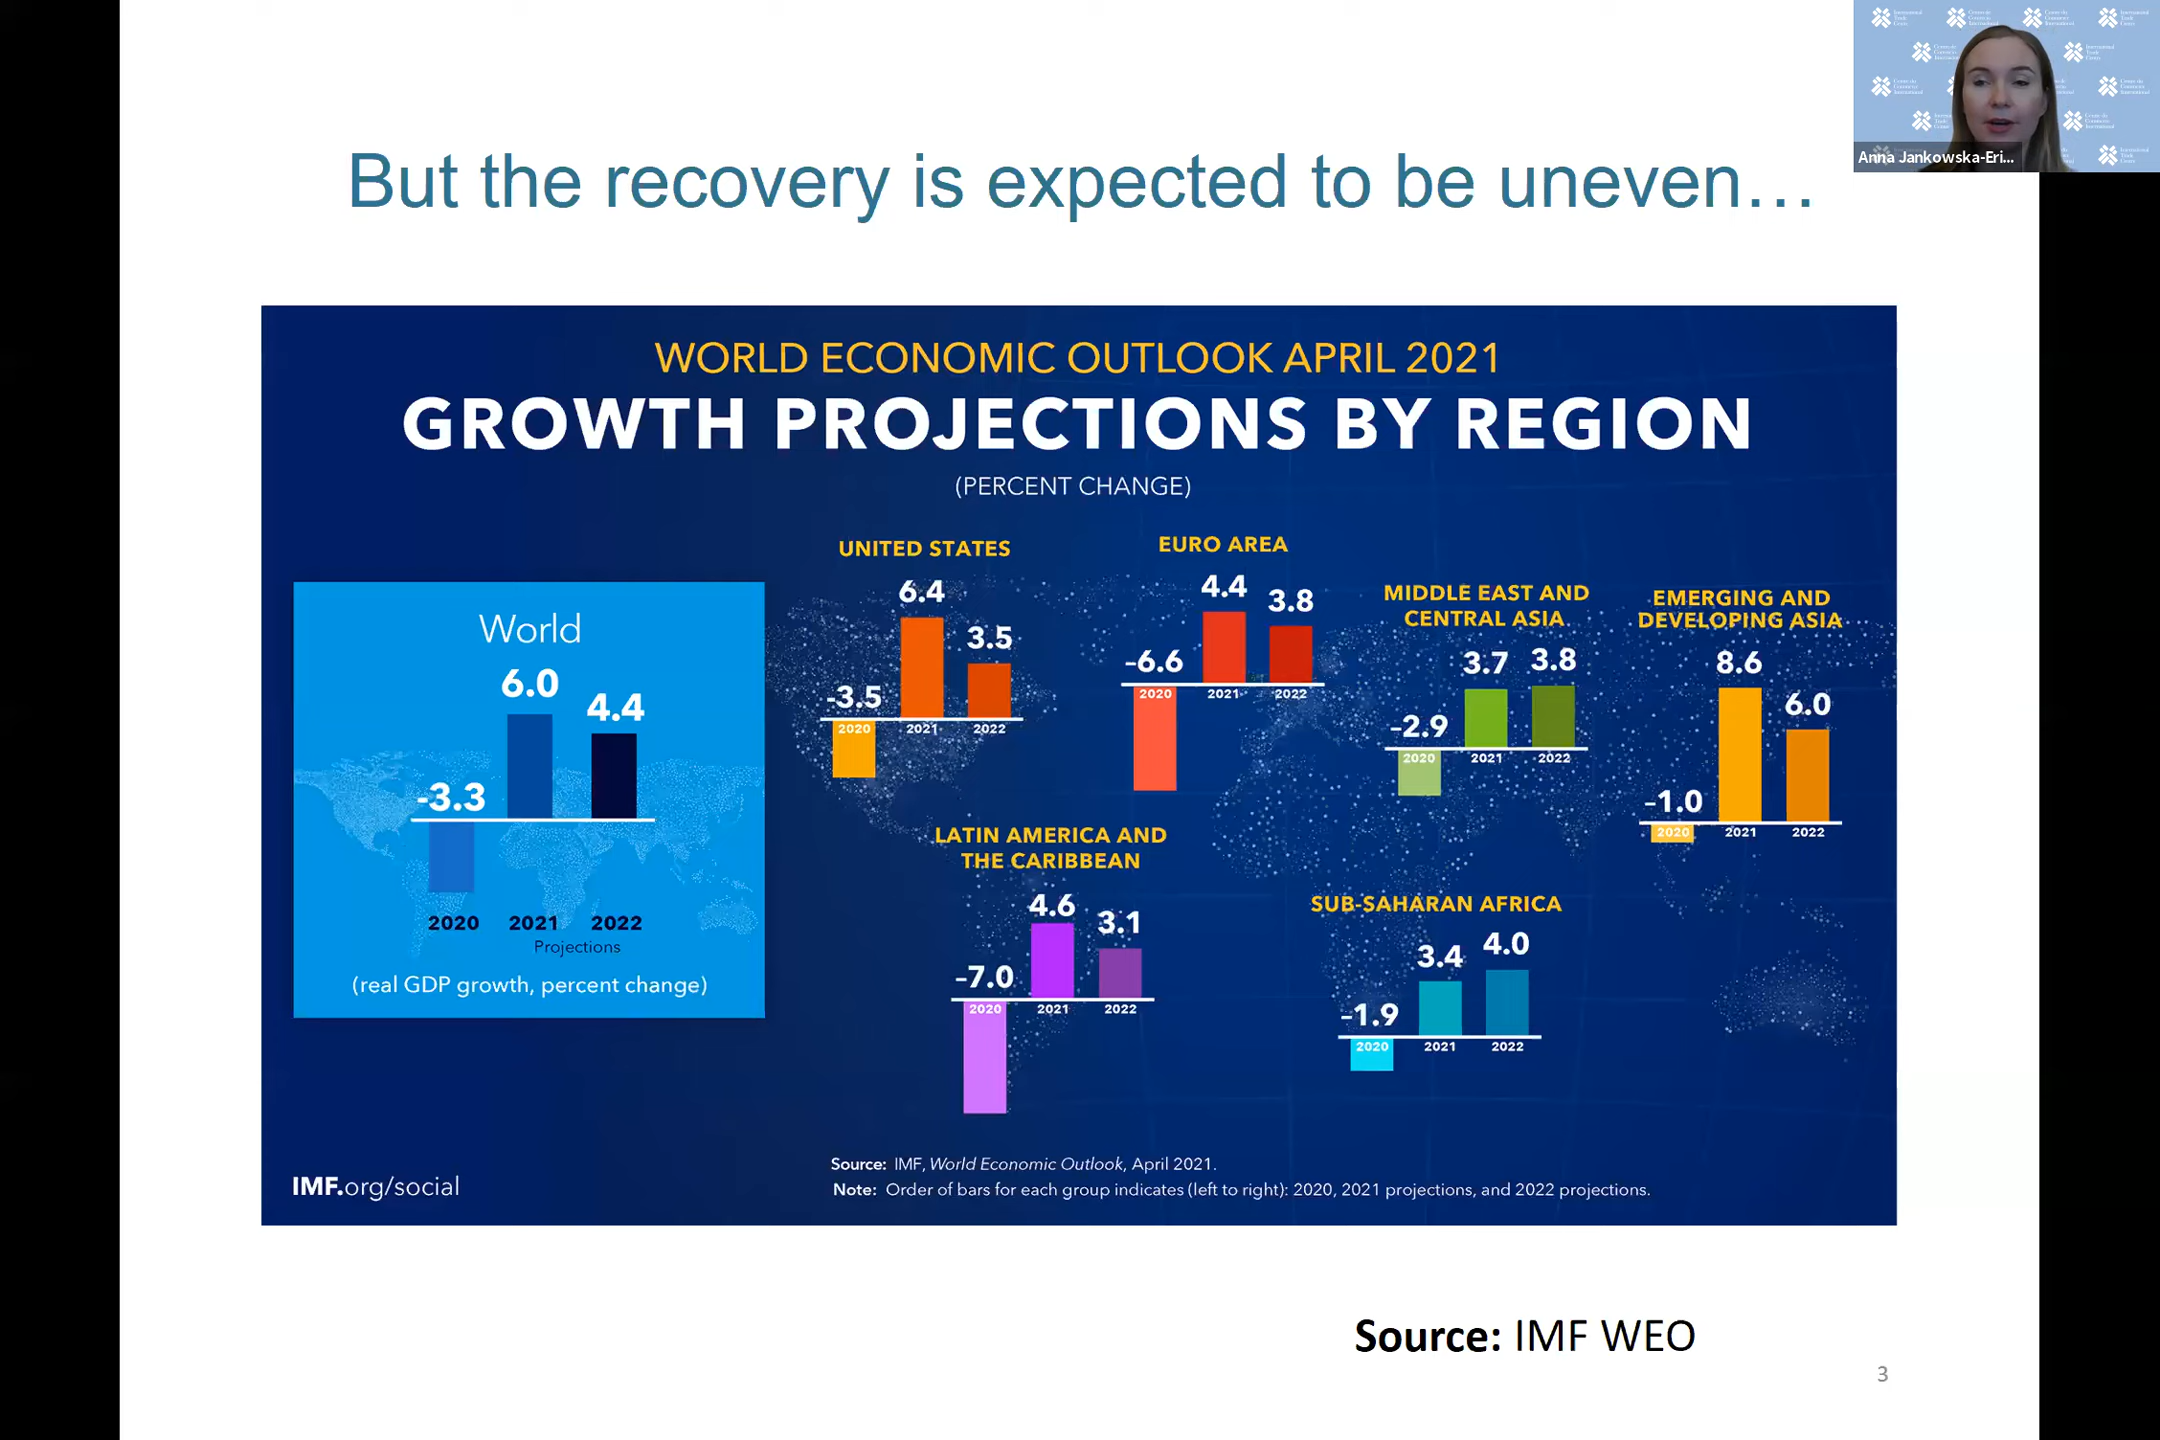 But the recovery is expected to be uneven…
Anna Jankowska-Eri...
WORLD ECONOMIC OUTLOOK APRIL 2021
GROWTH PROJECTIONS BY REGION
(PERCENT CHANGE)
World
6.0
4.4
-3.3
2020 2021 2022
Projections
(real GDP growth, percent change)
UNITED STATES
6.4
3.5
-3.5
2020 2021 2022
EURO AREA
4.4
3.8
–6.6
2020 2021 2022
MIDDLE EAST AND
CENTRAL ASIA
3.7 3.8
–2.9
2020 2021 2022
EMERGING AND
DEVELOPING ASIA
8.6
6.0
–1.0
2020 2021 2022
LATIN AMERICA AND
THE CARIBBEAN
4.6
3.1
–7.0
2020 2021 2022
SUB-SAHARAN AFRICA
3.4 4.0
–1.9
2020 2021 2022
Source: IMF, World Economic Outlook, April 2021.
Note: Order of bars for each group indicates (left to right): 2020, 2021 projections, and 2022 projections.
IMF.org/social
Source: IMF WEO
3